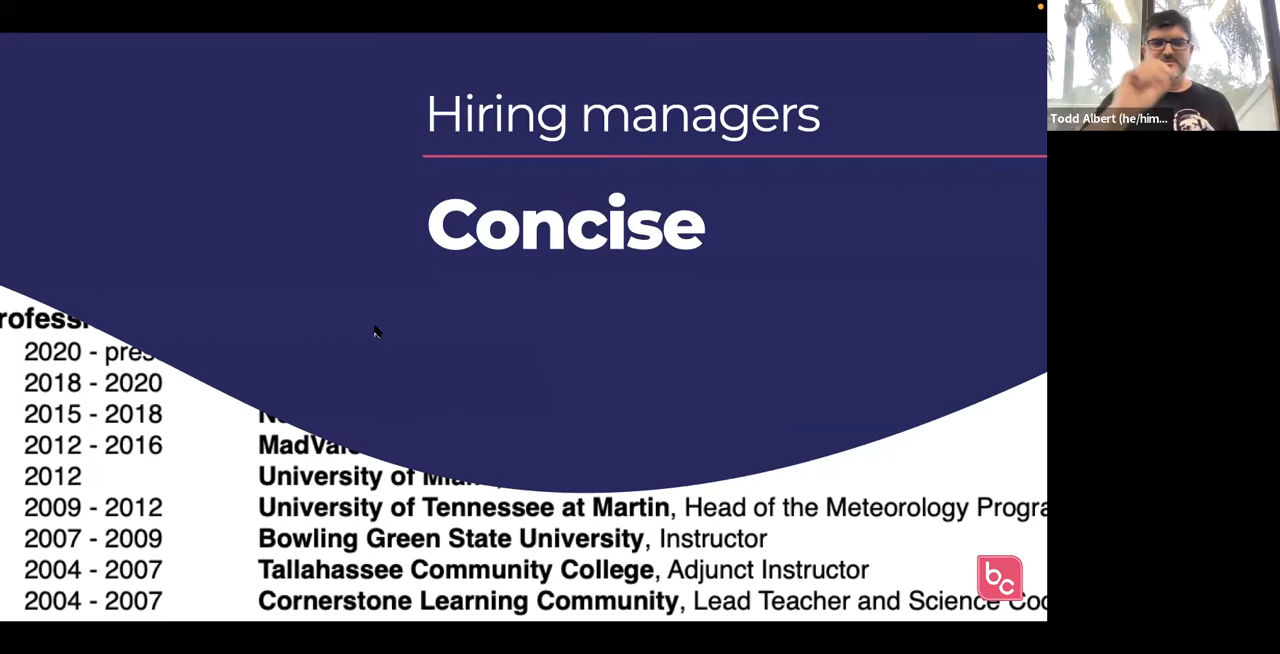 Hiring managers
Todd Albert (he/him...
Concise
2020 -
2018 - 2020
2015 - 2018
2012 - 2016
2012 University of
2009 - 2012 University of Tennessee at Martin, Head of the Meteorology Progra
2007 - 2009 Bowling Green State University, Instructor
2004 - 2007 Tallahassee Community College, Adjunct Instructor
2004 - 2007 Cornerstone Learning Community, Lead Teacher and Science
bc